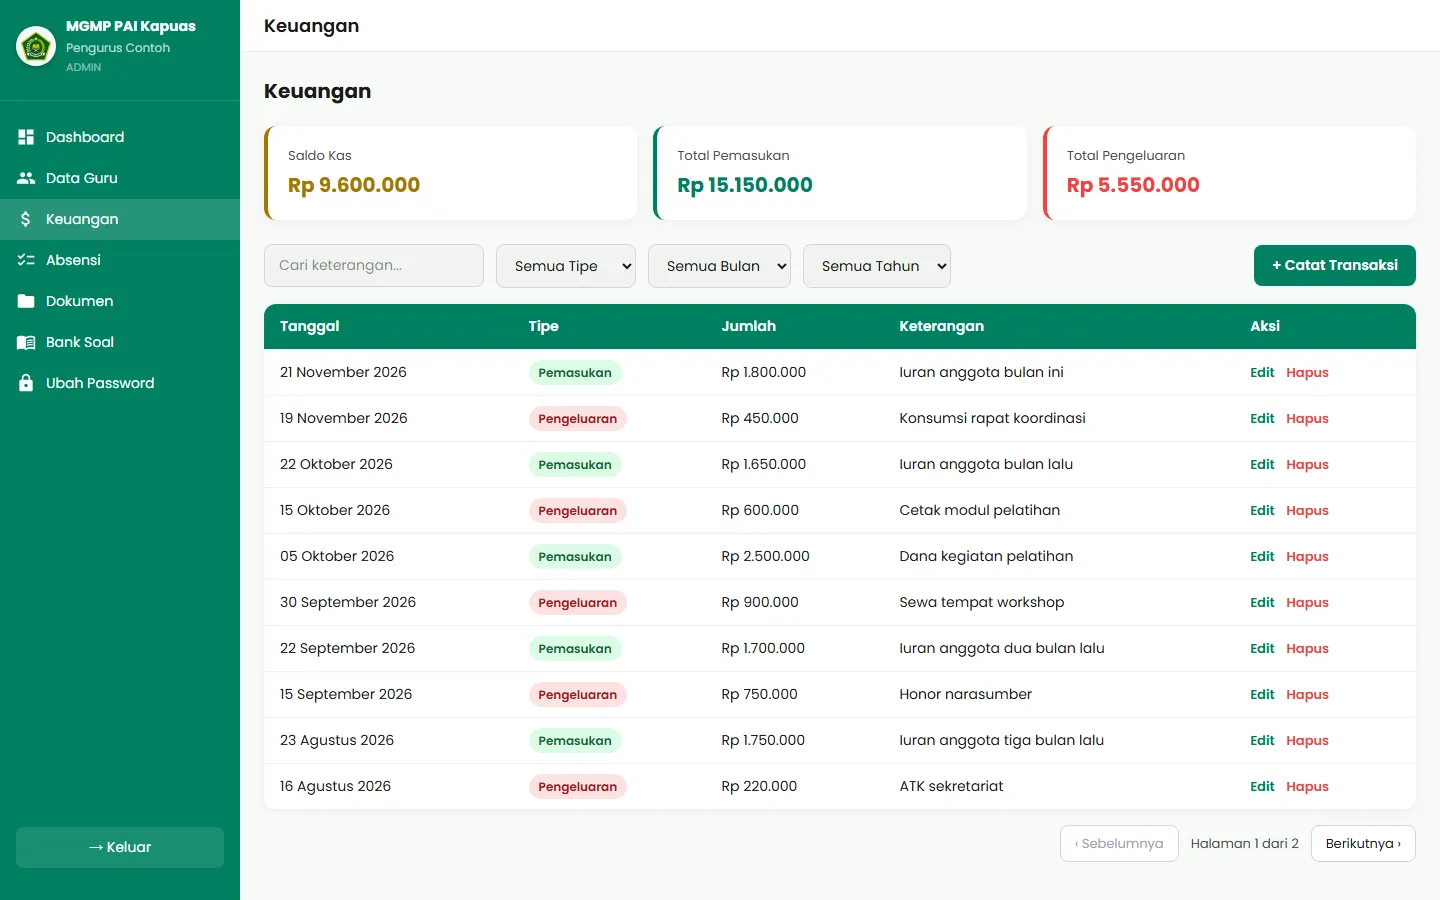 MGMP PAI Kapuas
Pengurus Contoh
ADMIN
Dashboard
Data Guru
Keuangan
Absensi
Dokumen
Bank Soal
Ubah Password
→ Keluar
Keuangan
Keuangan
Saldo Kas
Rp 9.600.000
Total Pemasukan
Rp 15.150.000
Total Pengeluaran
Rp 5.550.000
Cari keterangan... Semua Tipe Semua Bulan Semua Tahun + Catat Transaksi
Tanggal Tipe Jumlah Keterangan Aksi
21 November 2026 Pemasukan Rp 1.800.000 Iuran anggota bulan ini Edit Hapus
19 November 2026 Pengeluaran Rp 450.000 Konsumsi rapat koordinasi Edit Hapus
22 Oktober 2026 Pemasukan Rp 1.650.000 Iuran anggota bulan lalu Edit Hapus
15 Oktober 2026 Pengeluaran Rp 600.000 Cetak modul pelatihan Edit Hapus
05 Oktober 2026 Pemasukan Rp 2.500.000 Dana kegiatan pelatihan Edit Hapus
30 September 2026 Pengeluaran Rp 900.000 Sewa tempat workshop Edit Hapus
22 September 2026 Pemasukan Rp 1.700.000 Iuran anggota dua bulan lalu Edit Hapus
15 September 2026 Pengeluaran Rp 750.000 Honor narasumber Edit Hapus
23 Agustus 2026 Pemasukan Rp 1.750.000 Iuran anggota tiga bulan lalu Edit Hapus
16 Agustus 2026 Pengeluaran Rp 220.000 ATK sekretariat Edit Hapus
‹ Sebelumnya Halaman 1 dari 2 Berikutnya ›